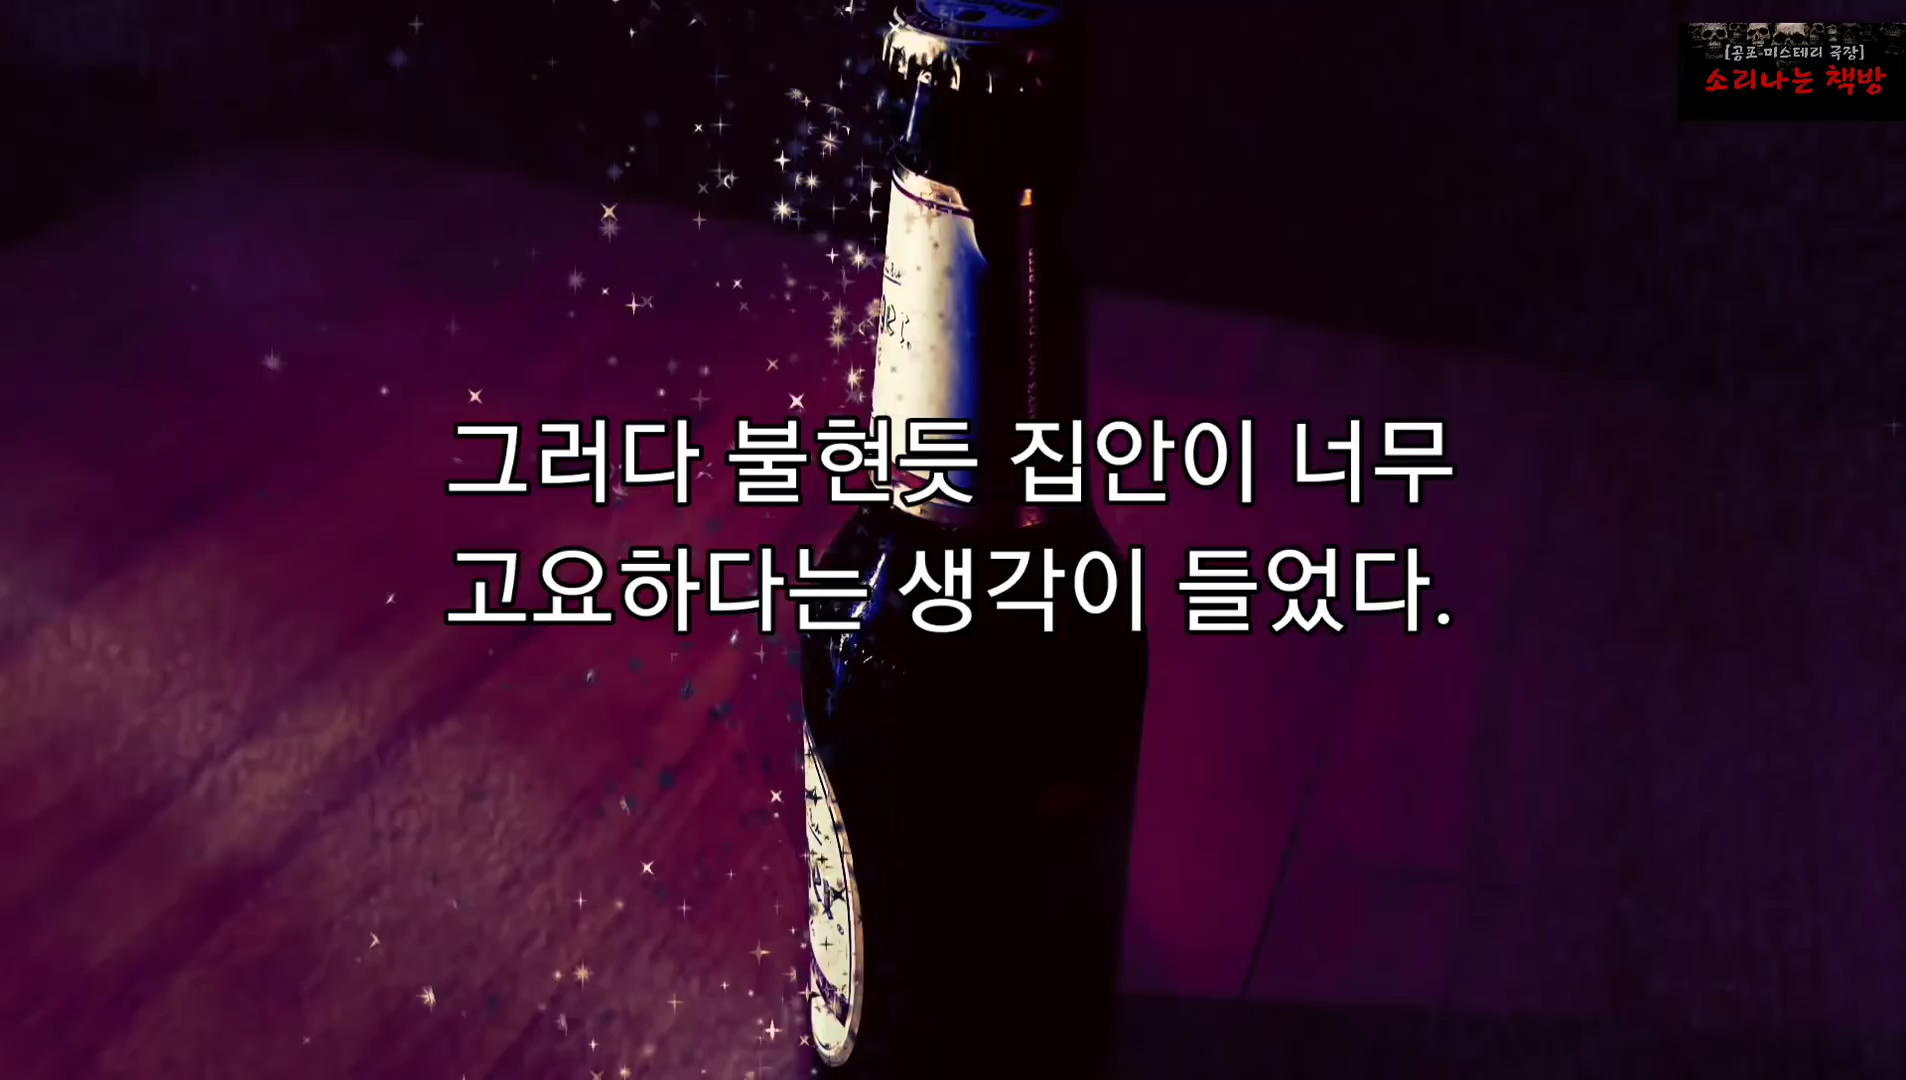 [공포·미스테리 극장]
소리나는 책방
그러다 불현듯 집안이 너무
고요하다는 생각이 들었다.